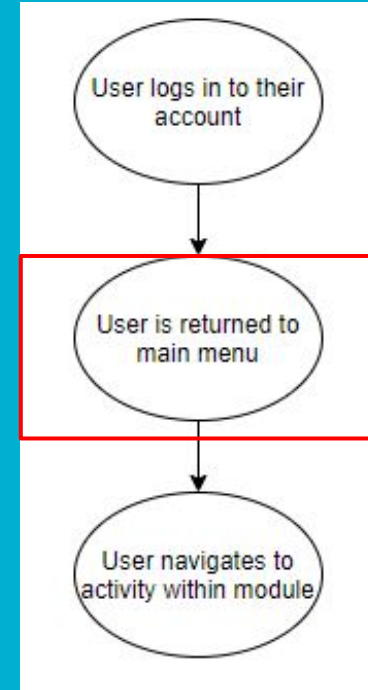 User logs in to their
account
User is returned to
main menu
User navigates to
activity within module